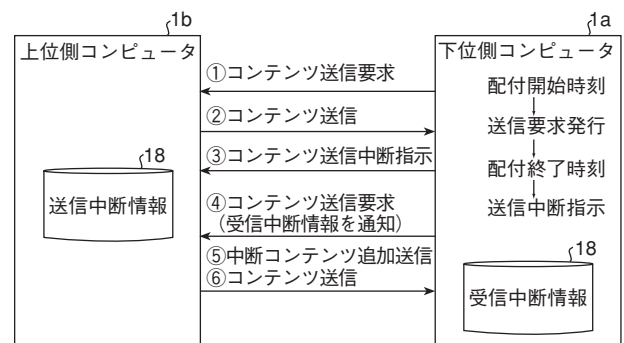 1b
1a
上位側コンピュータ
下位側コンピュータ
①コンテンツ送信要求
配付開始時刻
②コンテンツ送信
送信要求発行
18
③コンテンツ送信中断指示
配付終了時刻
送信中断情報
④コンテンツ送信要求
(受信中断情報を通知)
送信中断指示
⑤中断コンテンツ追加送信
⑥コンテンツ送信
18
受信中断情報